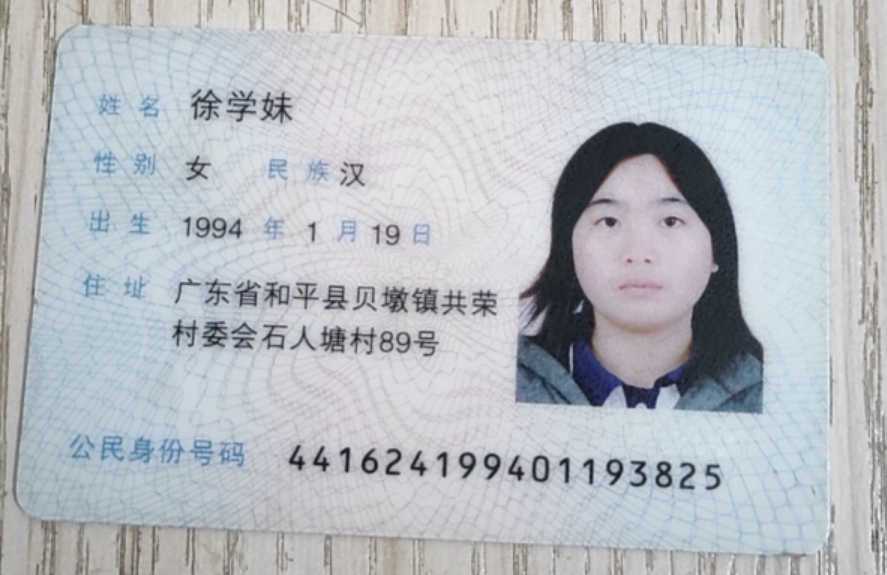 姓名 徐学妹
性别 女 民族 汉
出生 1994 年 1 月 19 日
住址 广东省和平县贝墩镇共荣
村委会石人塘村89号
公民身份号码 441624199401193825